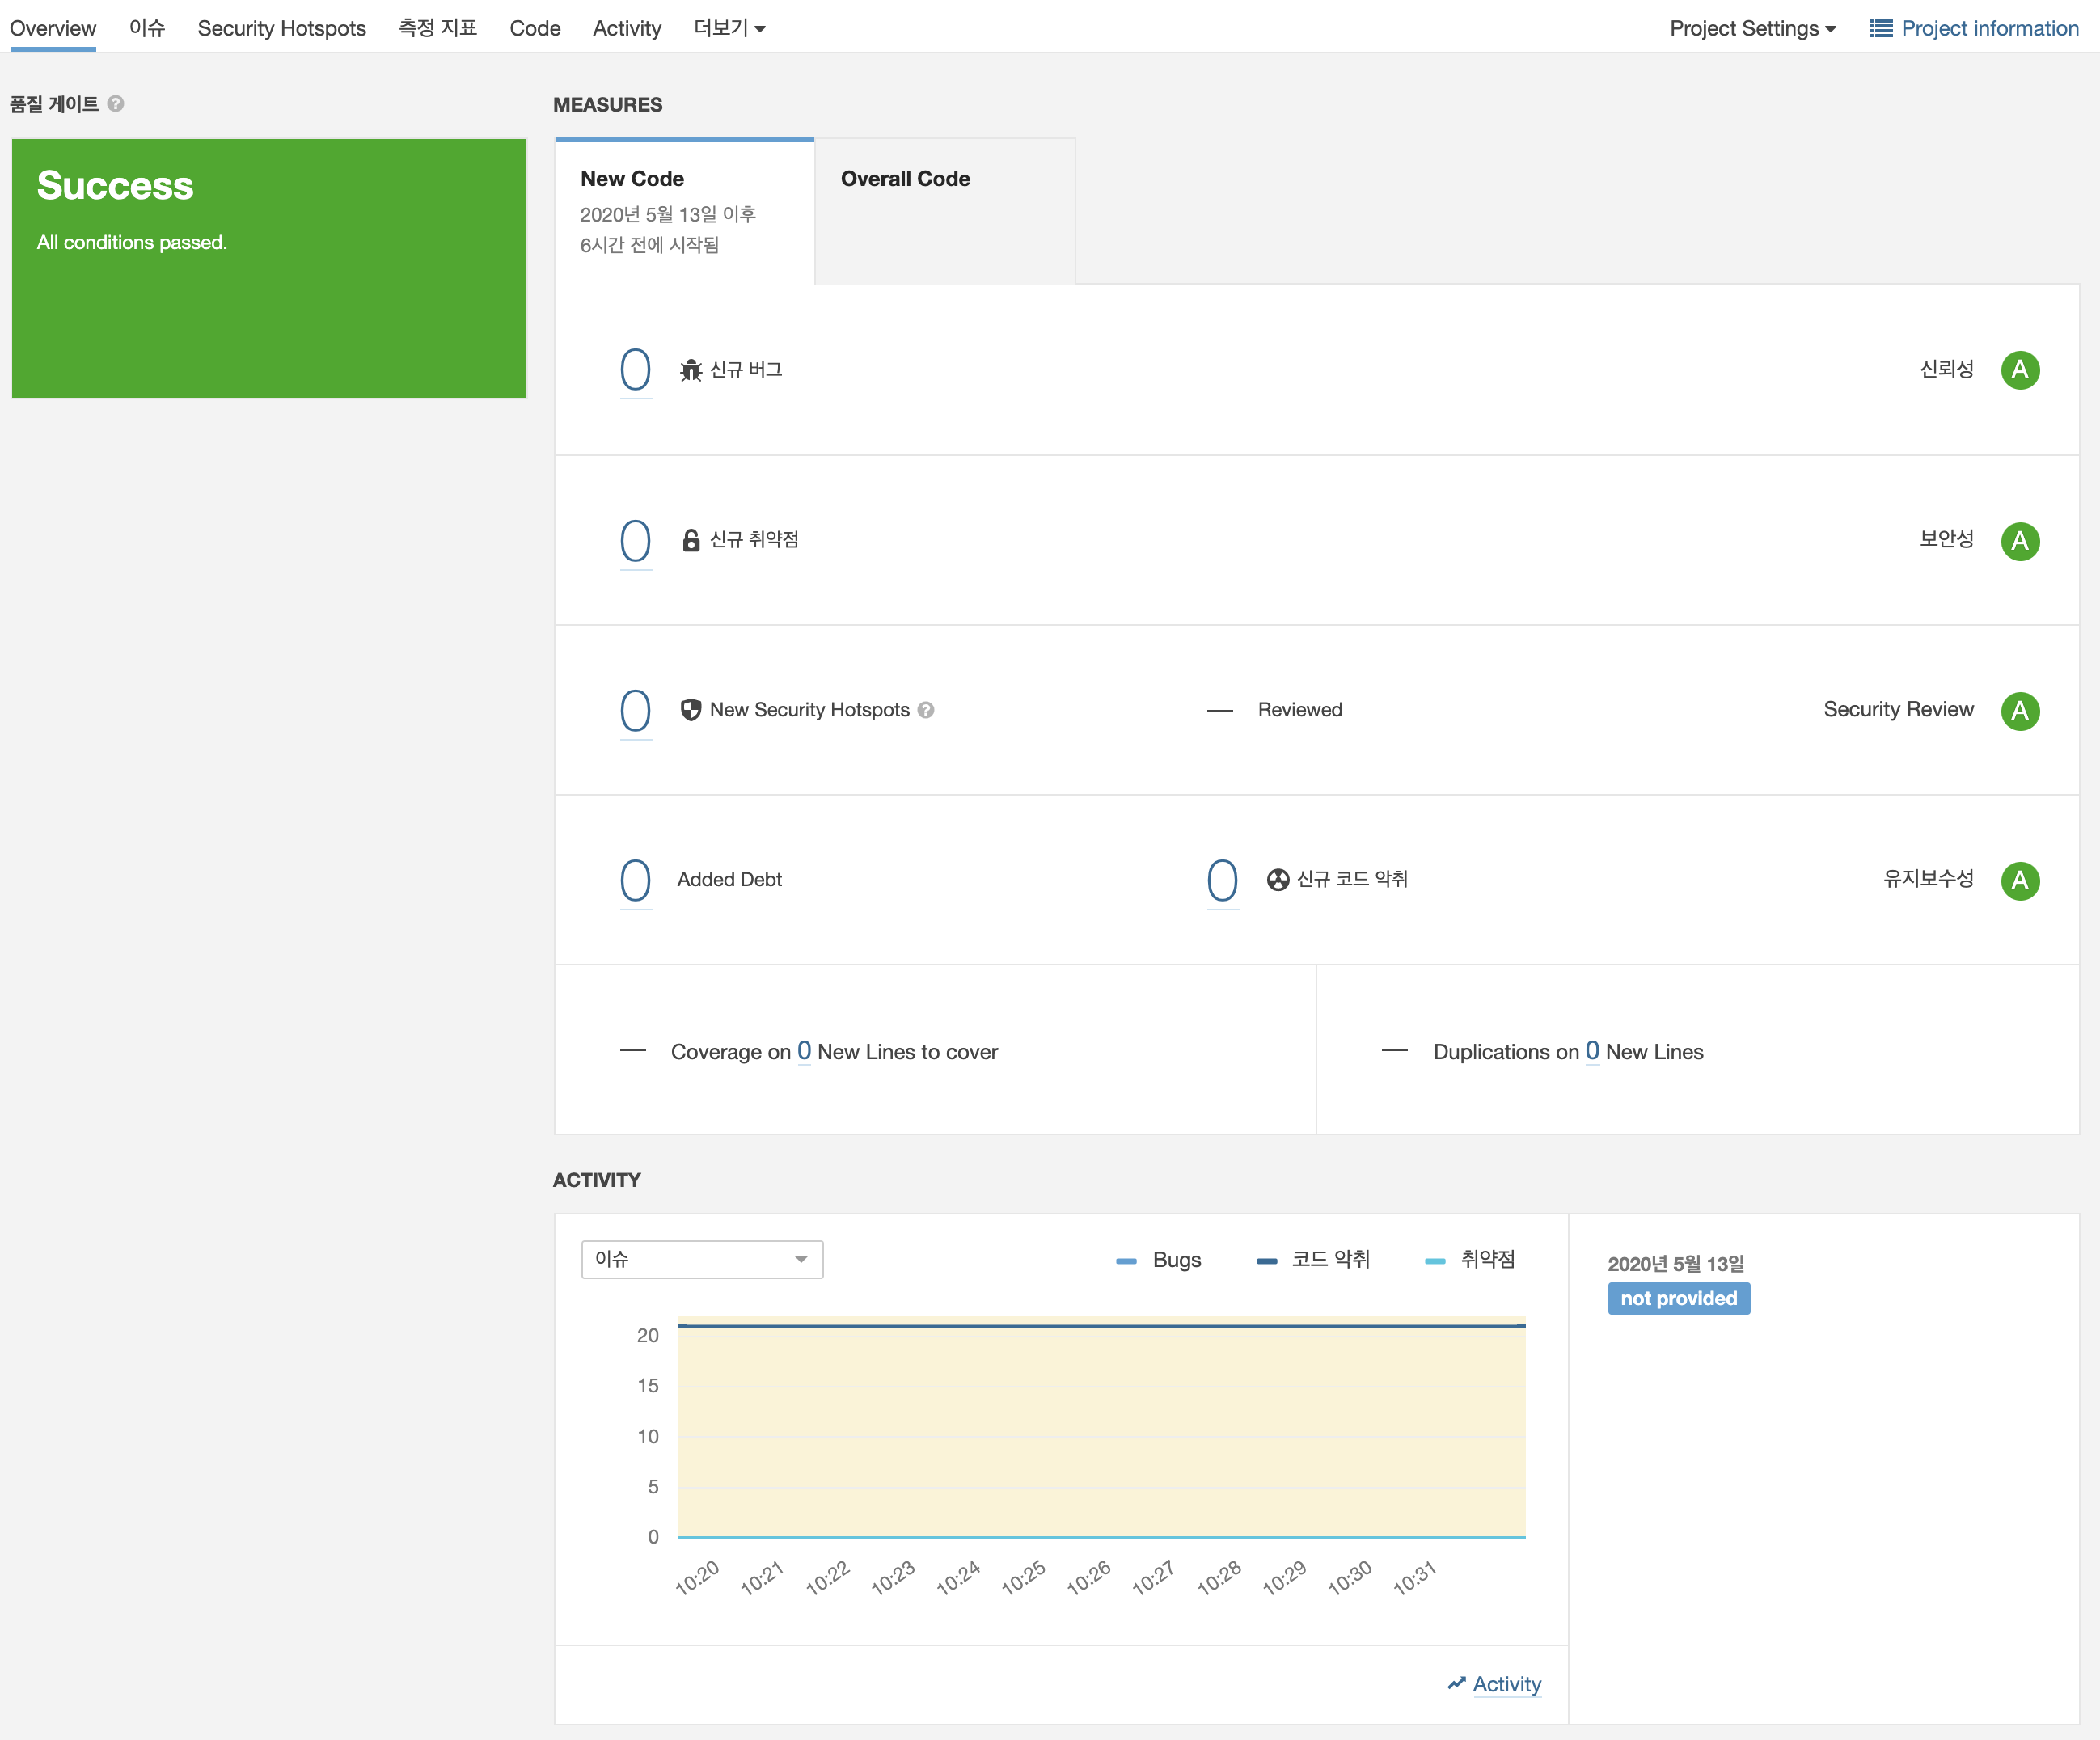 Overview 이슈 Security Hotspots 측정 지표 Code Activity 더보기 Project Settings Project information
품질 게이트
Success
All conditions passed.
MEASURES
New Code
2020년 5월 13일 이후
6시간 전에 시작됨
Overall Code
0 신규 버그 신뢰성 A
0 신규 취약점 보안성 A
0 New Security Hotspots — Reviewed Security Review A
0 Added Debt 0 신규 코드 악취 유지보수성 A
— Coverage on 0 New Lines to cover
— Duplications on 0 New Lines
ACTIVITY
이슈
Bugs 코드 악취 취약점
20
15
10
5
0
10:20 10:21 10:22 10:23 10:24 10:25 10:26 10:27 10:28 10:29 10:30 10:31
Activity
2020년 5월 13일
not provided